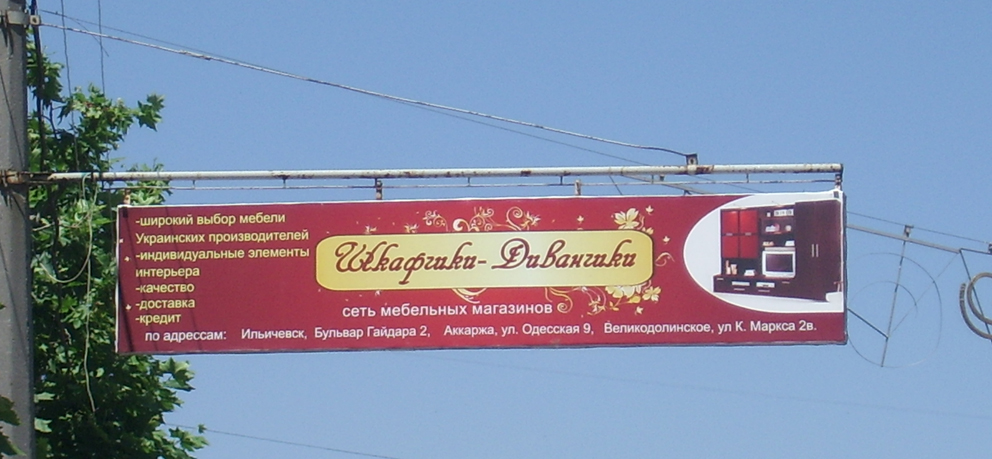 -широкий выбор мебели
Украинских производителей
-индивидуальные элементы
интерьера
-качество
-доставка
-кредит
Шкафчики-Диванчики
сеть мебельных магазинов
по адрессам: Ильичевск, Бульвар Гайдара 2, Аккаржа, ул. Одесская 9, Великодолинское, ул К. Маркса 2в.